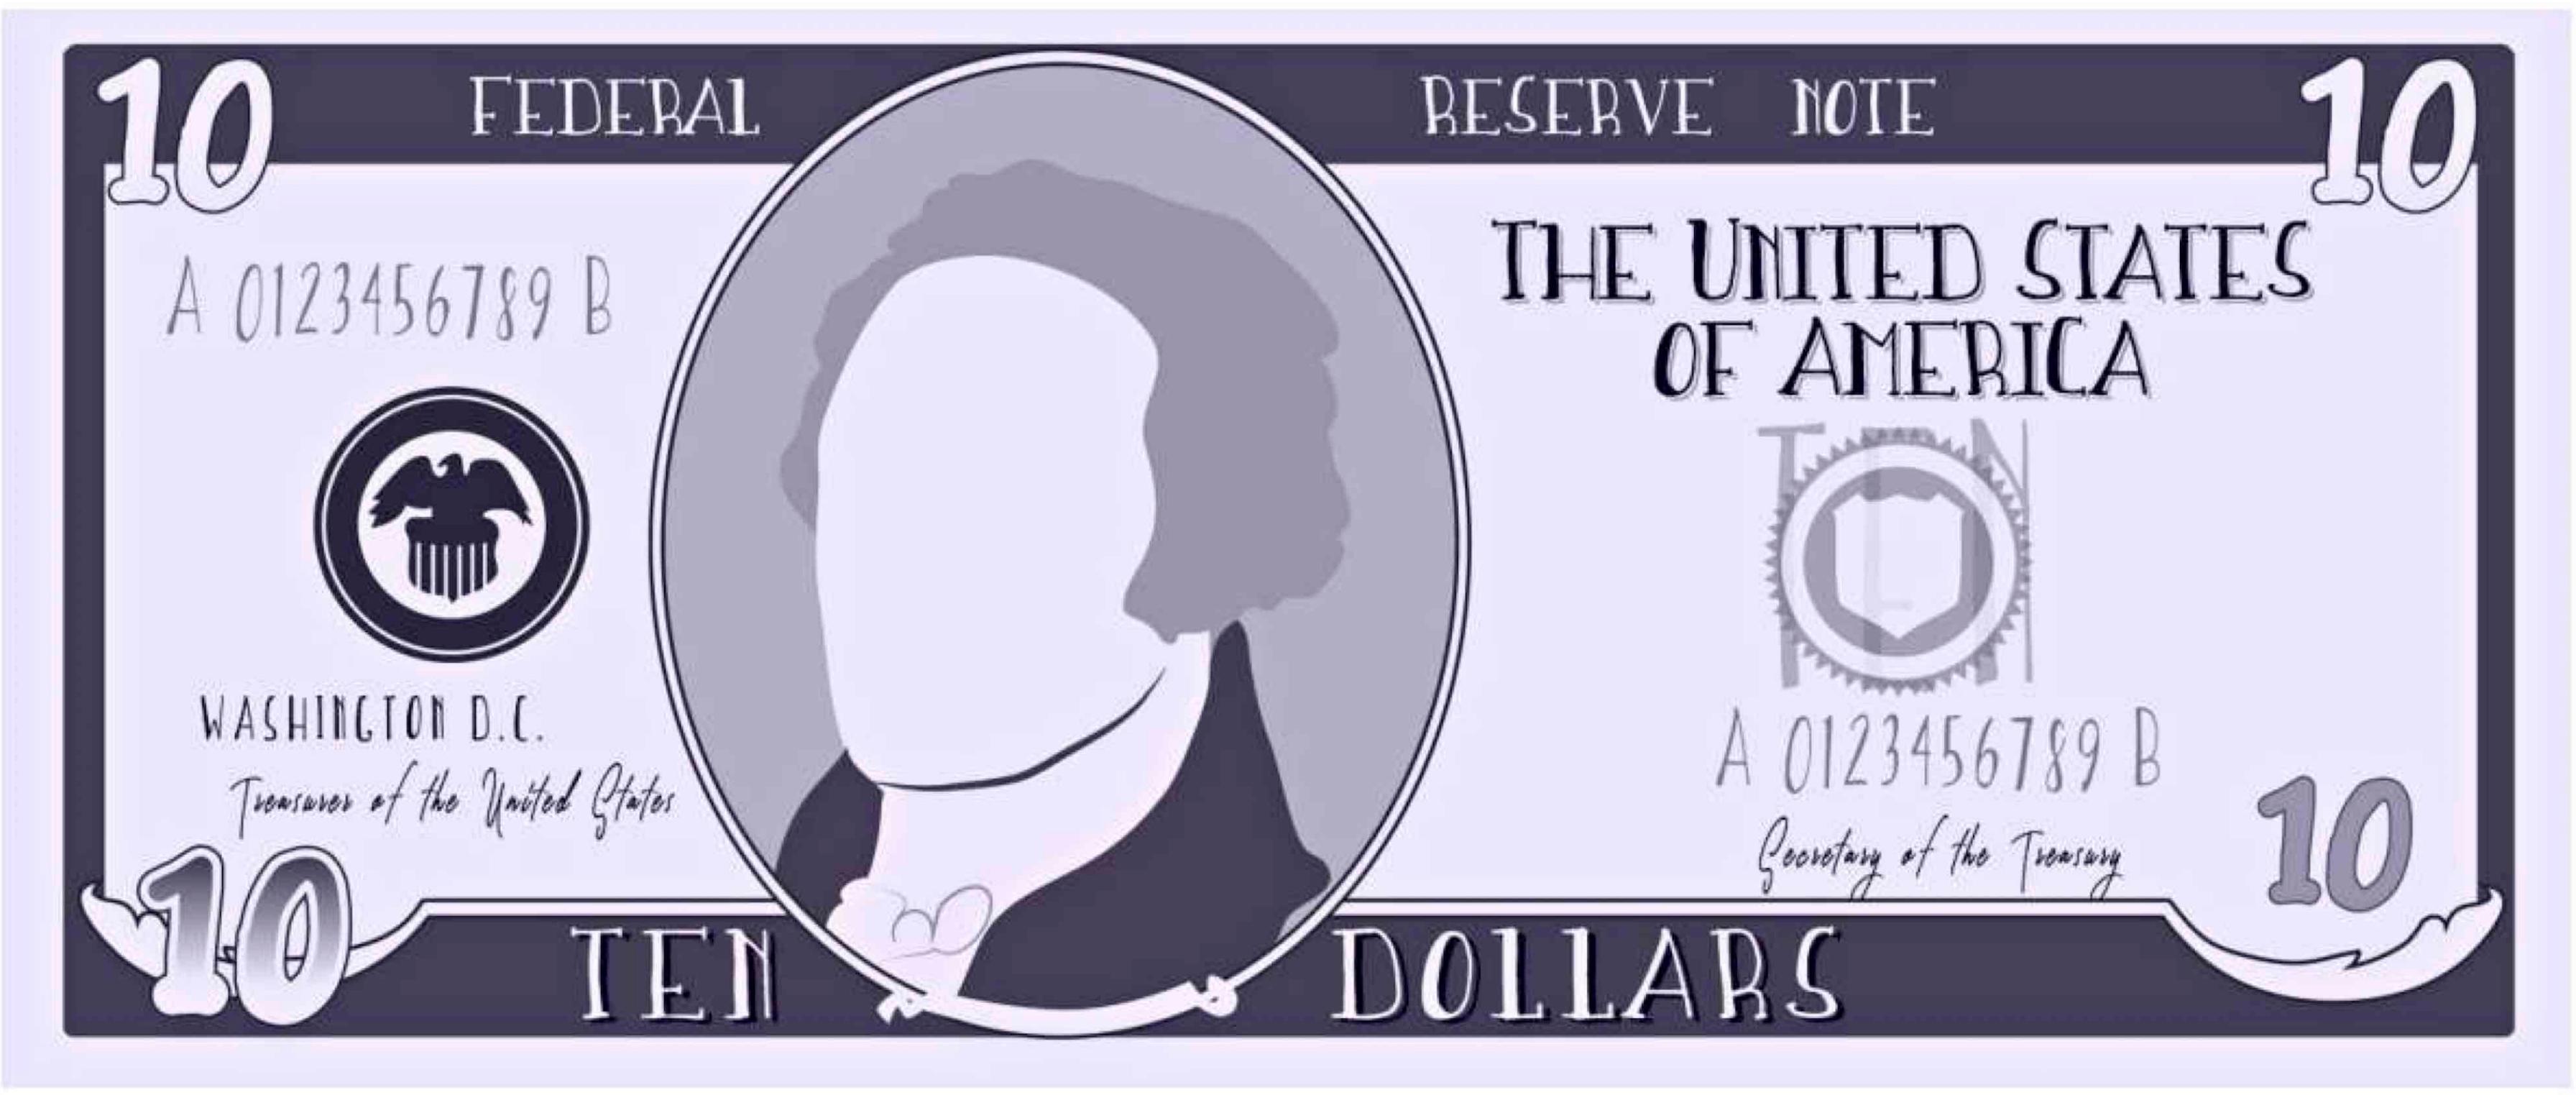 10 FEDERAL RESERVE NOTE 10
A 0123456789 B
WASHINGTON D.C.
Treasurer of the United States
10
THE UNITED STATES
OF AMERICA
TEN
A 0123456789 B
Secretary of the Treasury
10
TEN DOLLARS